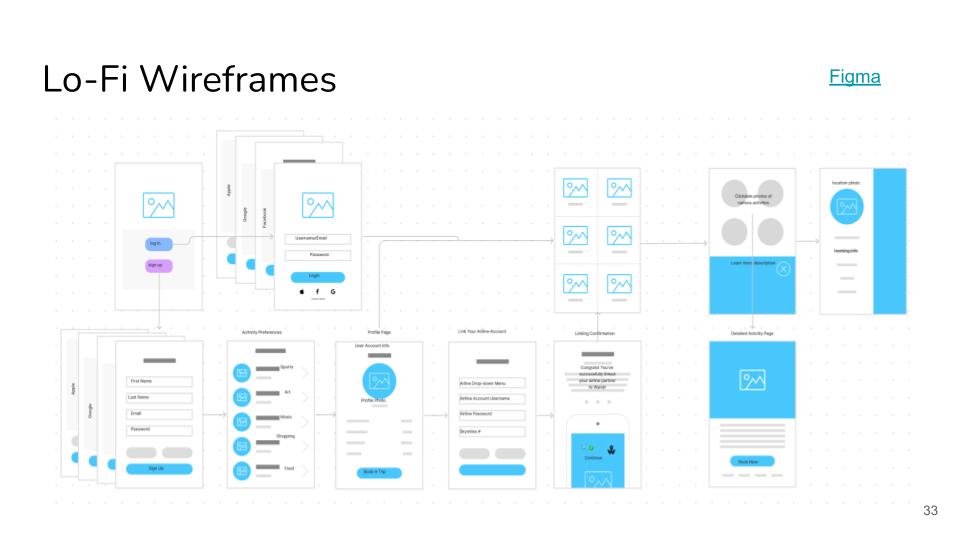 Lo-Fi Wireframes
Figma
log in
sign up
Apple
Google
Facebook
Username/Email
Password
Login
Clickable photos of
various activities
Learn more description
location photo
booking info
Apple
Google
First Name
Last Name
Email
Password
Sign Up
Activity Preferences
Sports
Art
Music
Shopping
Food
Profile Page
User Account Info
Profile Photo
Book A Trip
Link Your Airline Account
Airline Drop-down Menu
Airline Account Username
Airline Password
Skymiles #
Linking Confirmation
Congrats! You've
successfully linked
your airline partner
to Wandr
Continue
Detailed Activity Page
Book Now
33